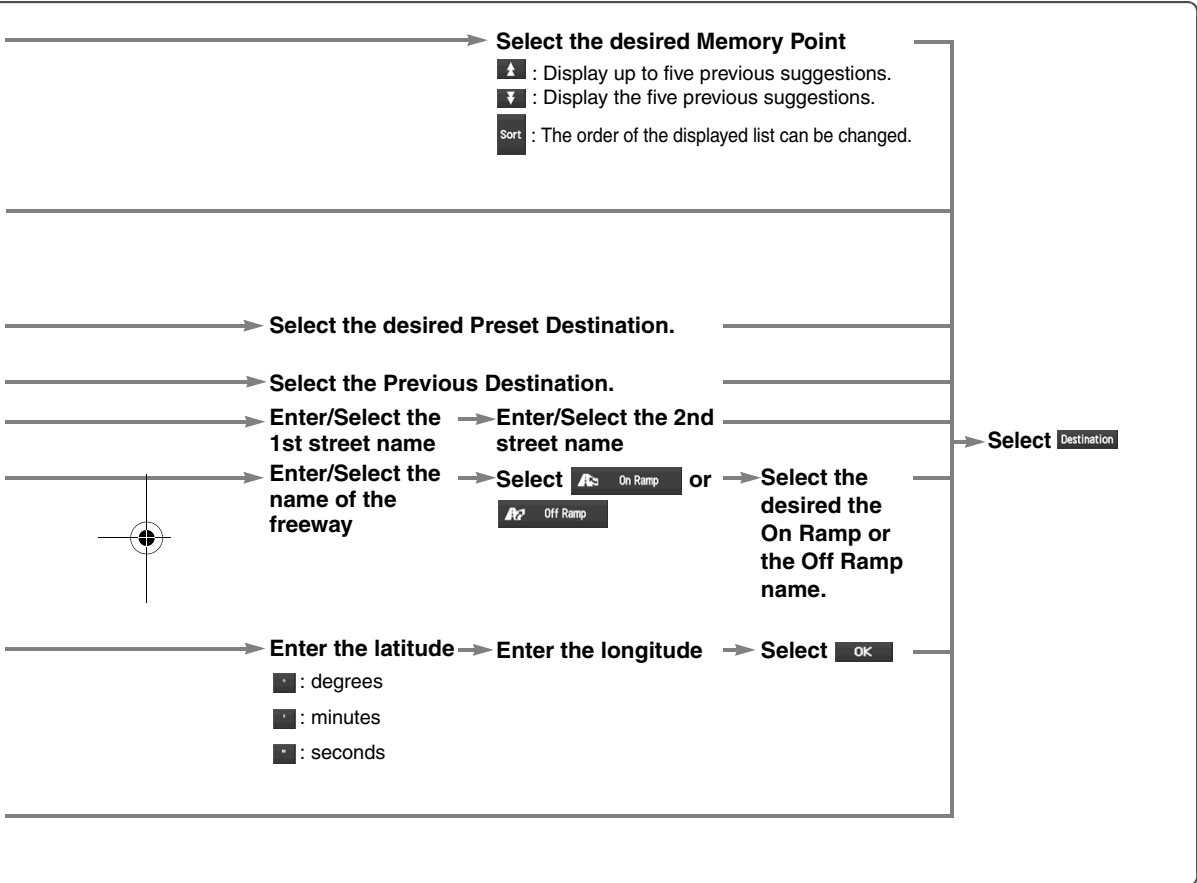 Select the desired Memory Point
: Display up to five previous suggestions.
: Display the five previous suggestions.
Sort : The order of the displayed list can be changed.
Select the desired Preset Destination.
Select the Previous Destination.
Enter/Select the
1st street name
Enter/Select the 2nd
street name
Select Destination
Enter/Select the
name of the
freeway
Select On Ramp or
Off Ramp
Select the
desired the
On Ramp or
the Off Ramp
name.
Enter the latitude
° : degrees
' : minutes
" : seconds
Enter the longitude
Select OK